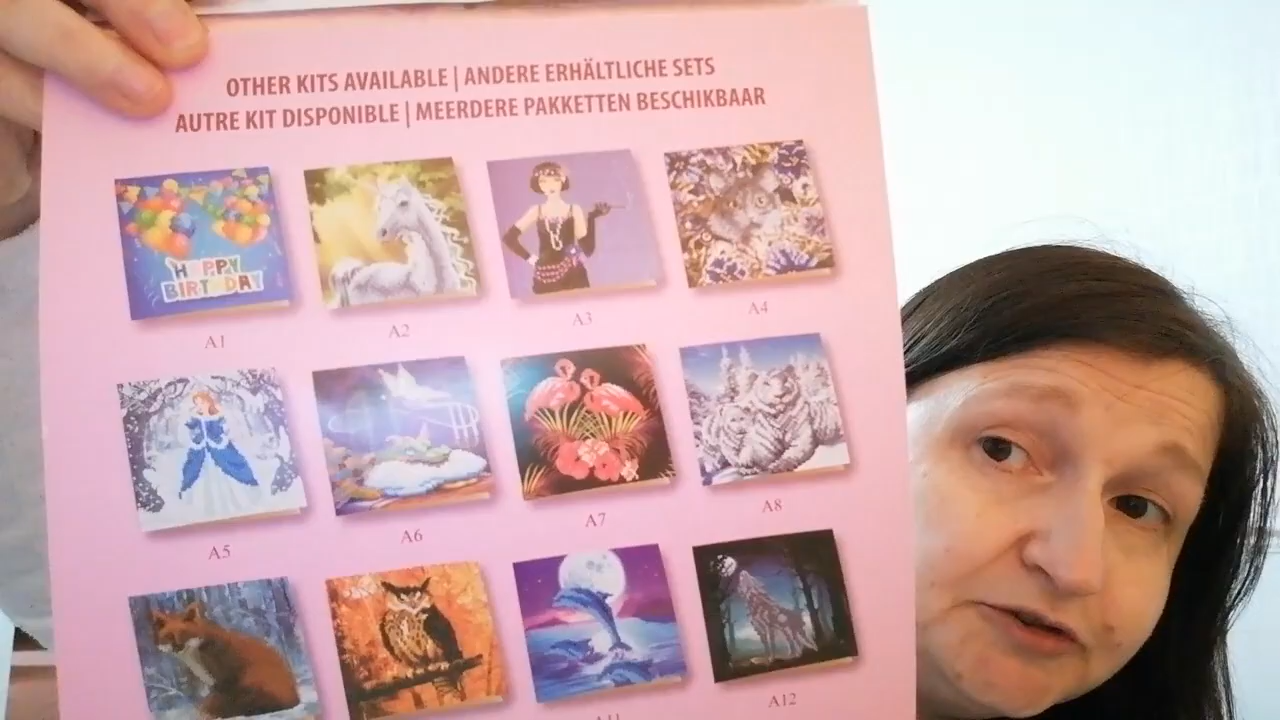 OTHER KITS AVAILABLE | ANDERE ERHÄLTLICHE SETS
AUTRE KIT DISPONIBLE | MEERDERE PAKKETTEN BESCHIKBAAR
HAPPY
BIRTHDAY
A1
A2
A3
A4
A5
A6
A7
A8
A11
A12